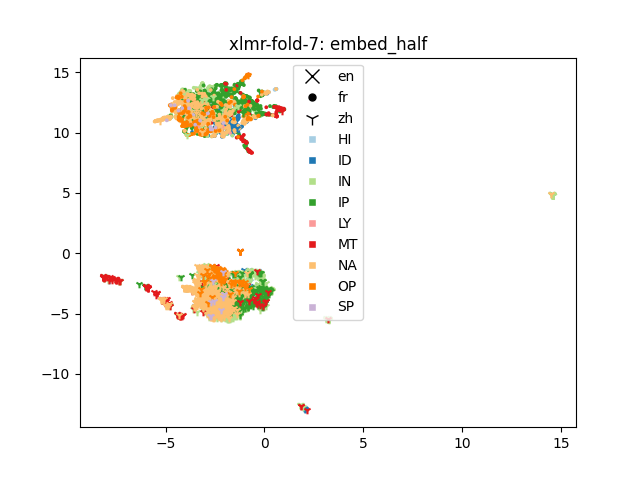 xlmr-fold-7: embed_half
15
10
5
0
−5
−10
−5
0
5
10
15
en
fr
zh
HI
ID
IN
IP
LY
MT
NA
OP
SP